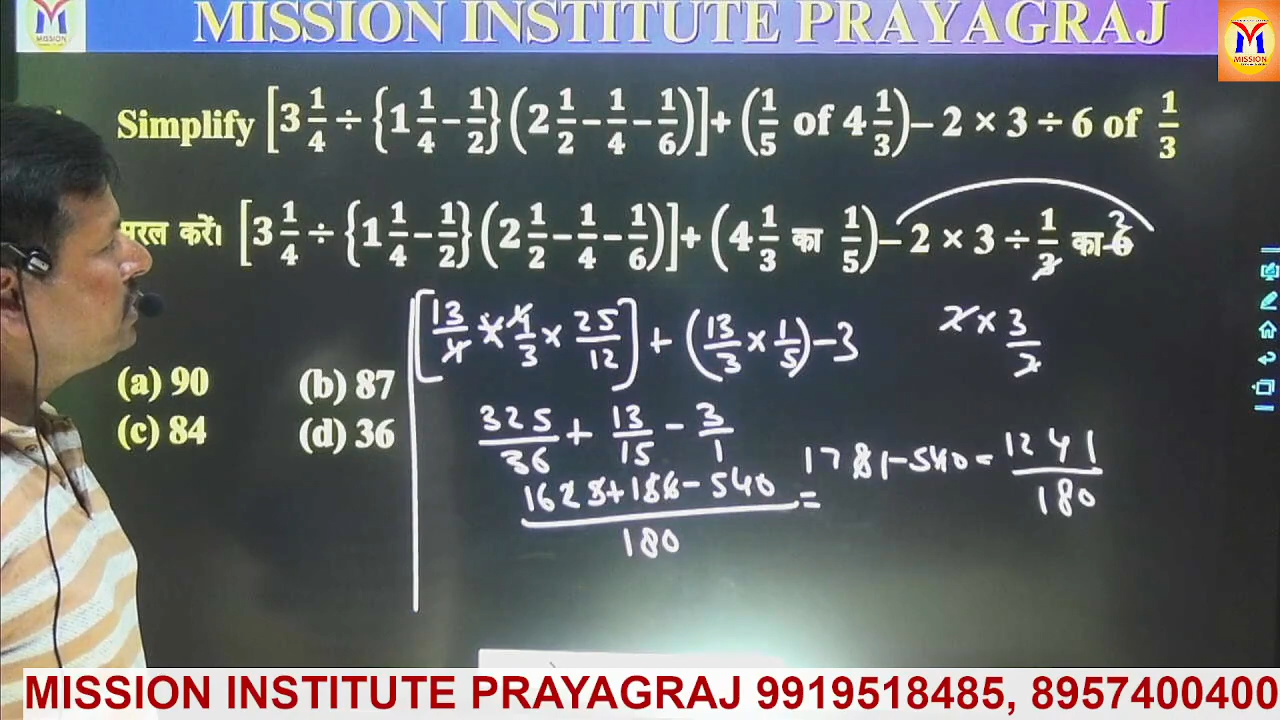 MISSION INSTITUTE PRAYAGRAJ
MISSION
MISSION
Simplify [3 1/4 ÷ {1 1/4 − 1/2} (2 1/2 − 1/4 − 1/6)] + (1/5 of 4 1/3) − 2 × 3 ÷ 6 of 1/3
सरल करें। [3 1/4 ÷ {1 1/4 − 1/2} (2 1/2 − 1/4 − 1/6)] + (4 1/3 का 1/5) − 2 × 3 ÷ 1/3 का 6 2
[13/4 × 4/3 × 25/12] + (13/3 × 1/5) − 3
2 × 3/2
(a) 90 (b) 87
(c) 84 (d) 36
325/36 + 13/15 − 3/1
1625 + 156 − 540 / 180 = 1781 − 540 = 1241/180
MISSION INSTITUTE PRAYAGRAJ 9919518485, 8957400400